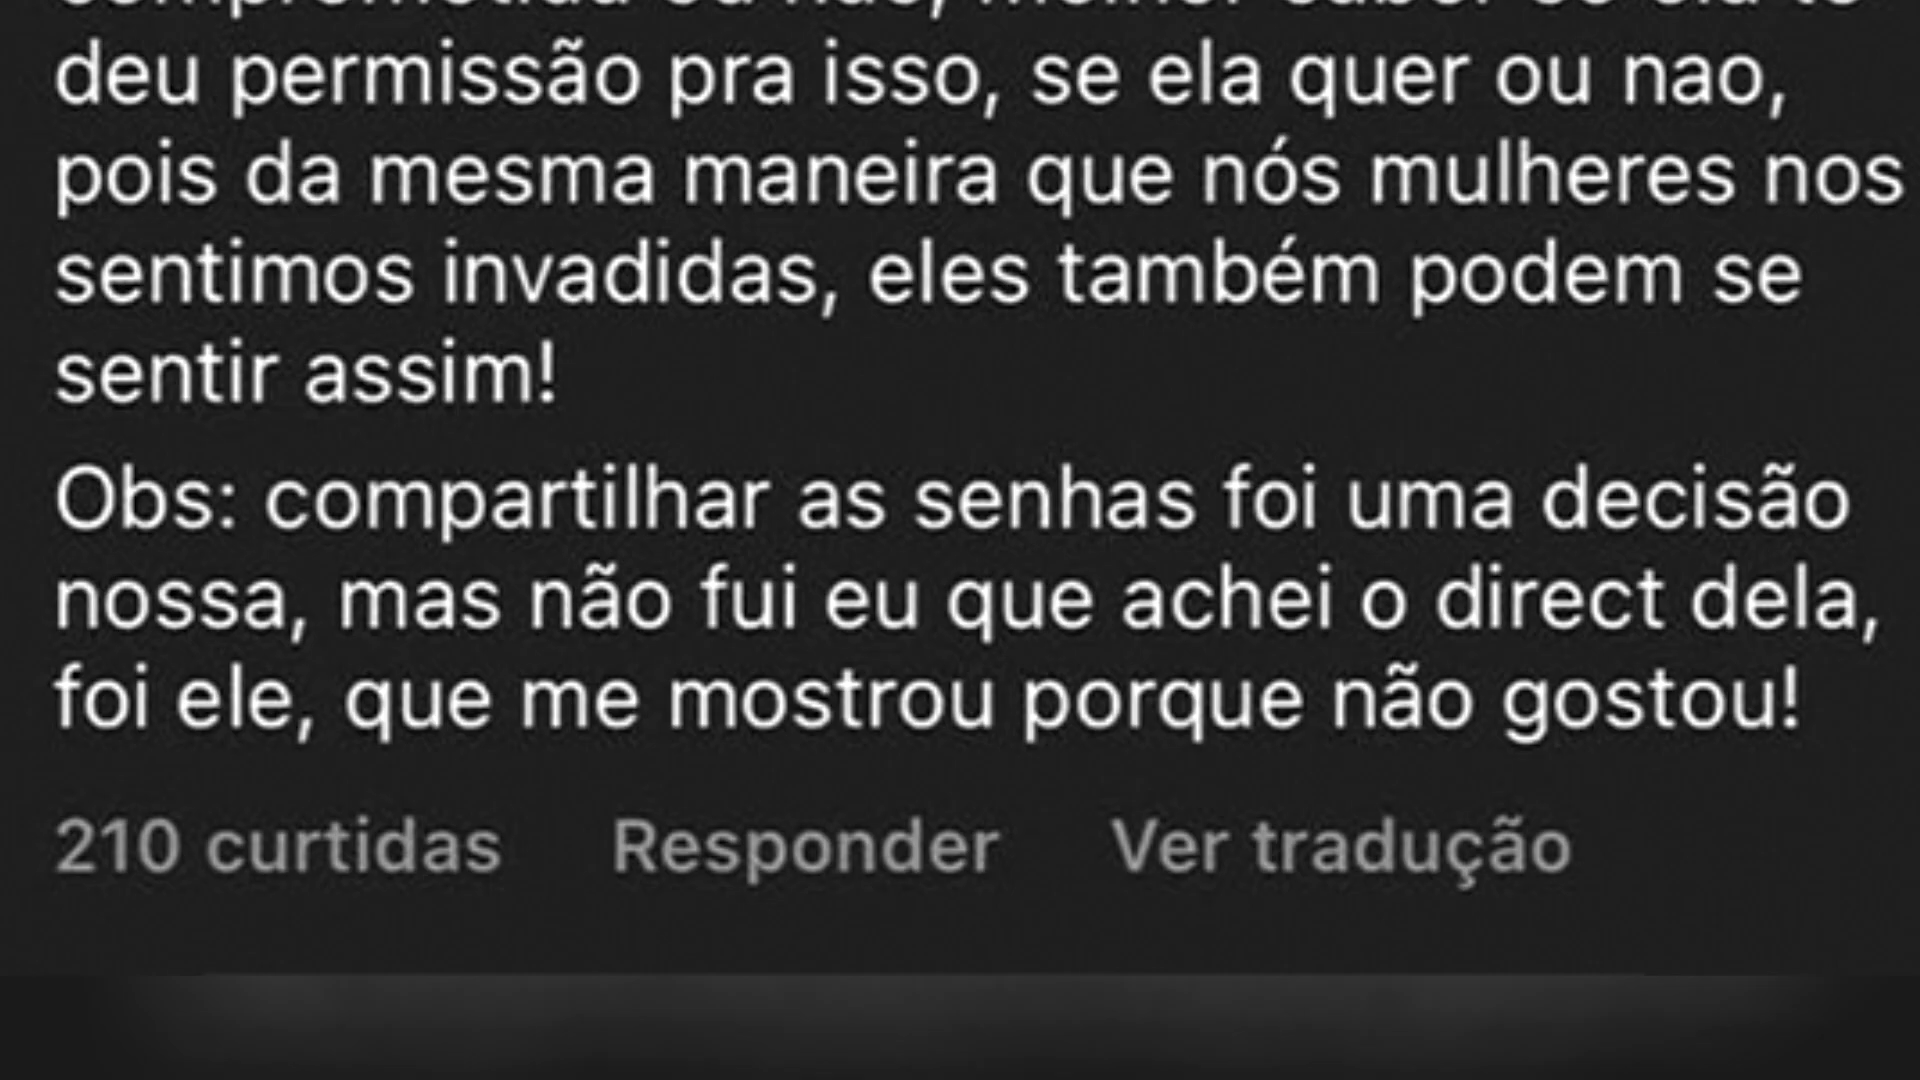 deu permissão pra isso, se ela quer ou nao,
pois da mesma maneira que nós mulheres nos
sentimos invadidas, eles também podem se
sentir assim!
Obs: compartilhar as senhas foi uma decisão
nossa, mas não fui eu que achei o direct dela,
foi ele, que me mostrou porque não gostou!
210 curtidas Responder Ver tradução